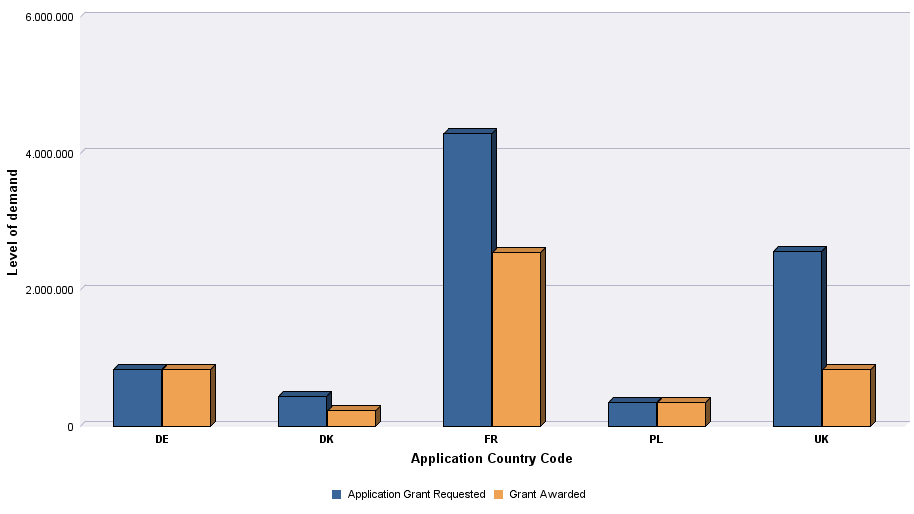 6.000.000
4.000.000
2.000.000
0
Level of demand
DE DK FR PL UK
Application Country Code
Application Grant Requested Grant Awarded